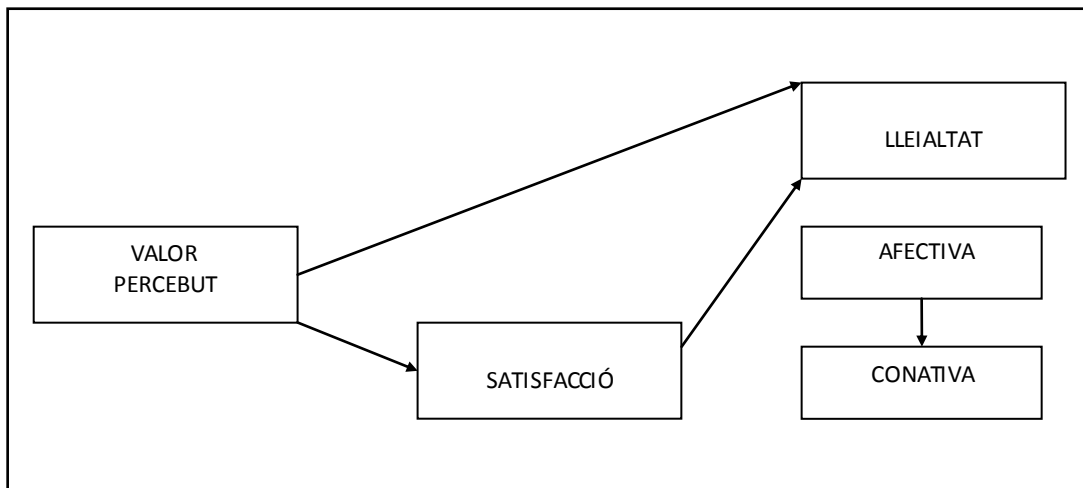 LLEIALTAT
VALOR
PERCEBUT
AFECTIVA
SATISFACCIÓ
CONATIVA